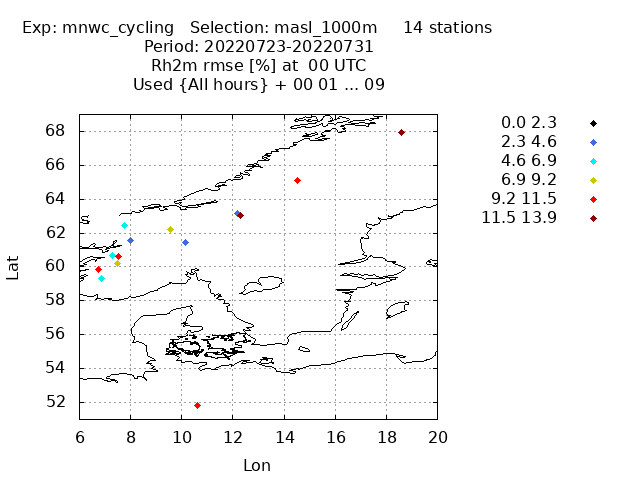 Exp: mnwc_cycling   Selection: masl_1000m     14 stations
Period: 20220723-20220731
Rh2m rmse [%] at  00 UTC
Used {All hours} + 00 01 ... 09
0.0 2.3
2.3 4.6
4.6 6.9
6.9 9.2
9.2 11.5
11.5 13.9
68
66
64
62
60
58
56
54
52
Lat
6 8 10 12 14 16 18 20
Lon